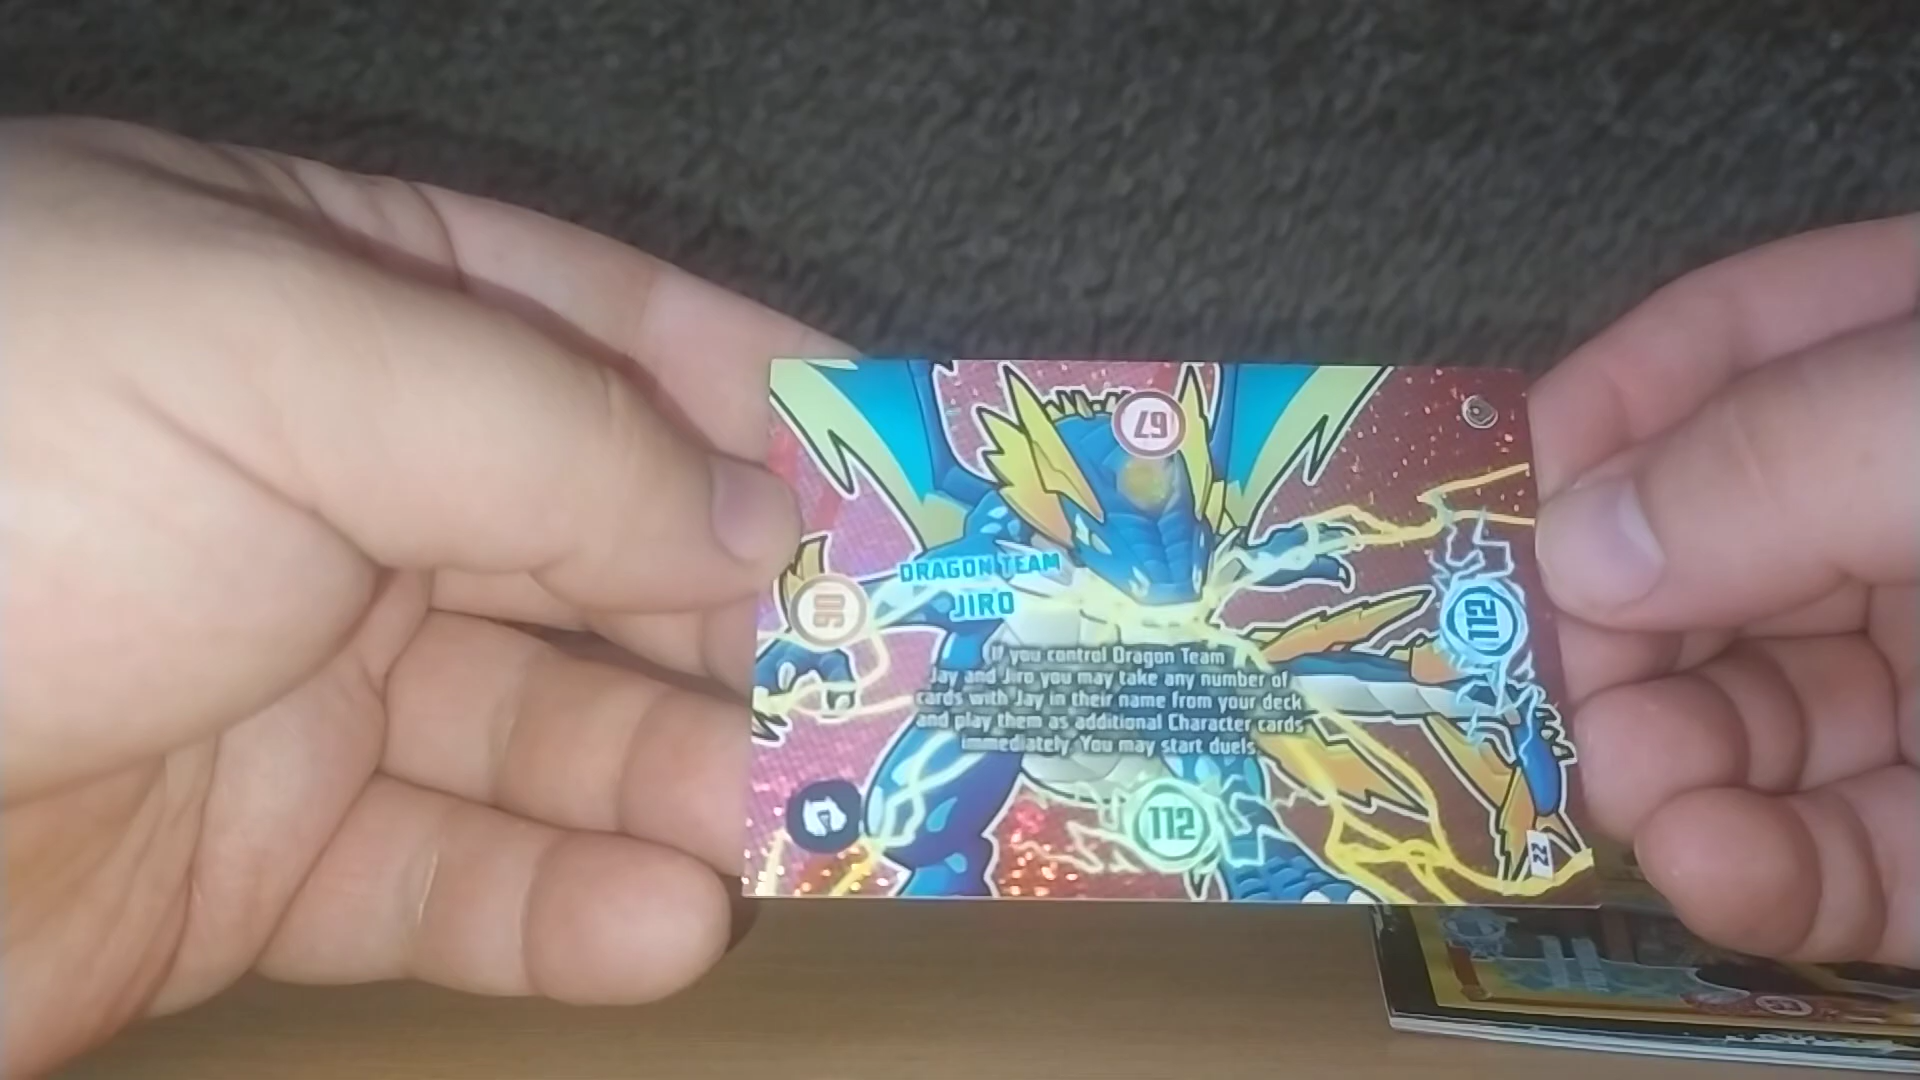 67
DRAGON TEAM
JIRO
90
112
If you control Dragon Team
Jay and Jiro you may take any number of
cards with Jay in their name from your deck
and play them as additional Character cards
immediately. You may start duels.
112
22